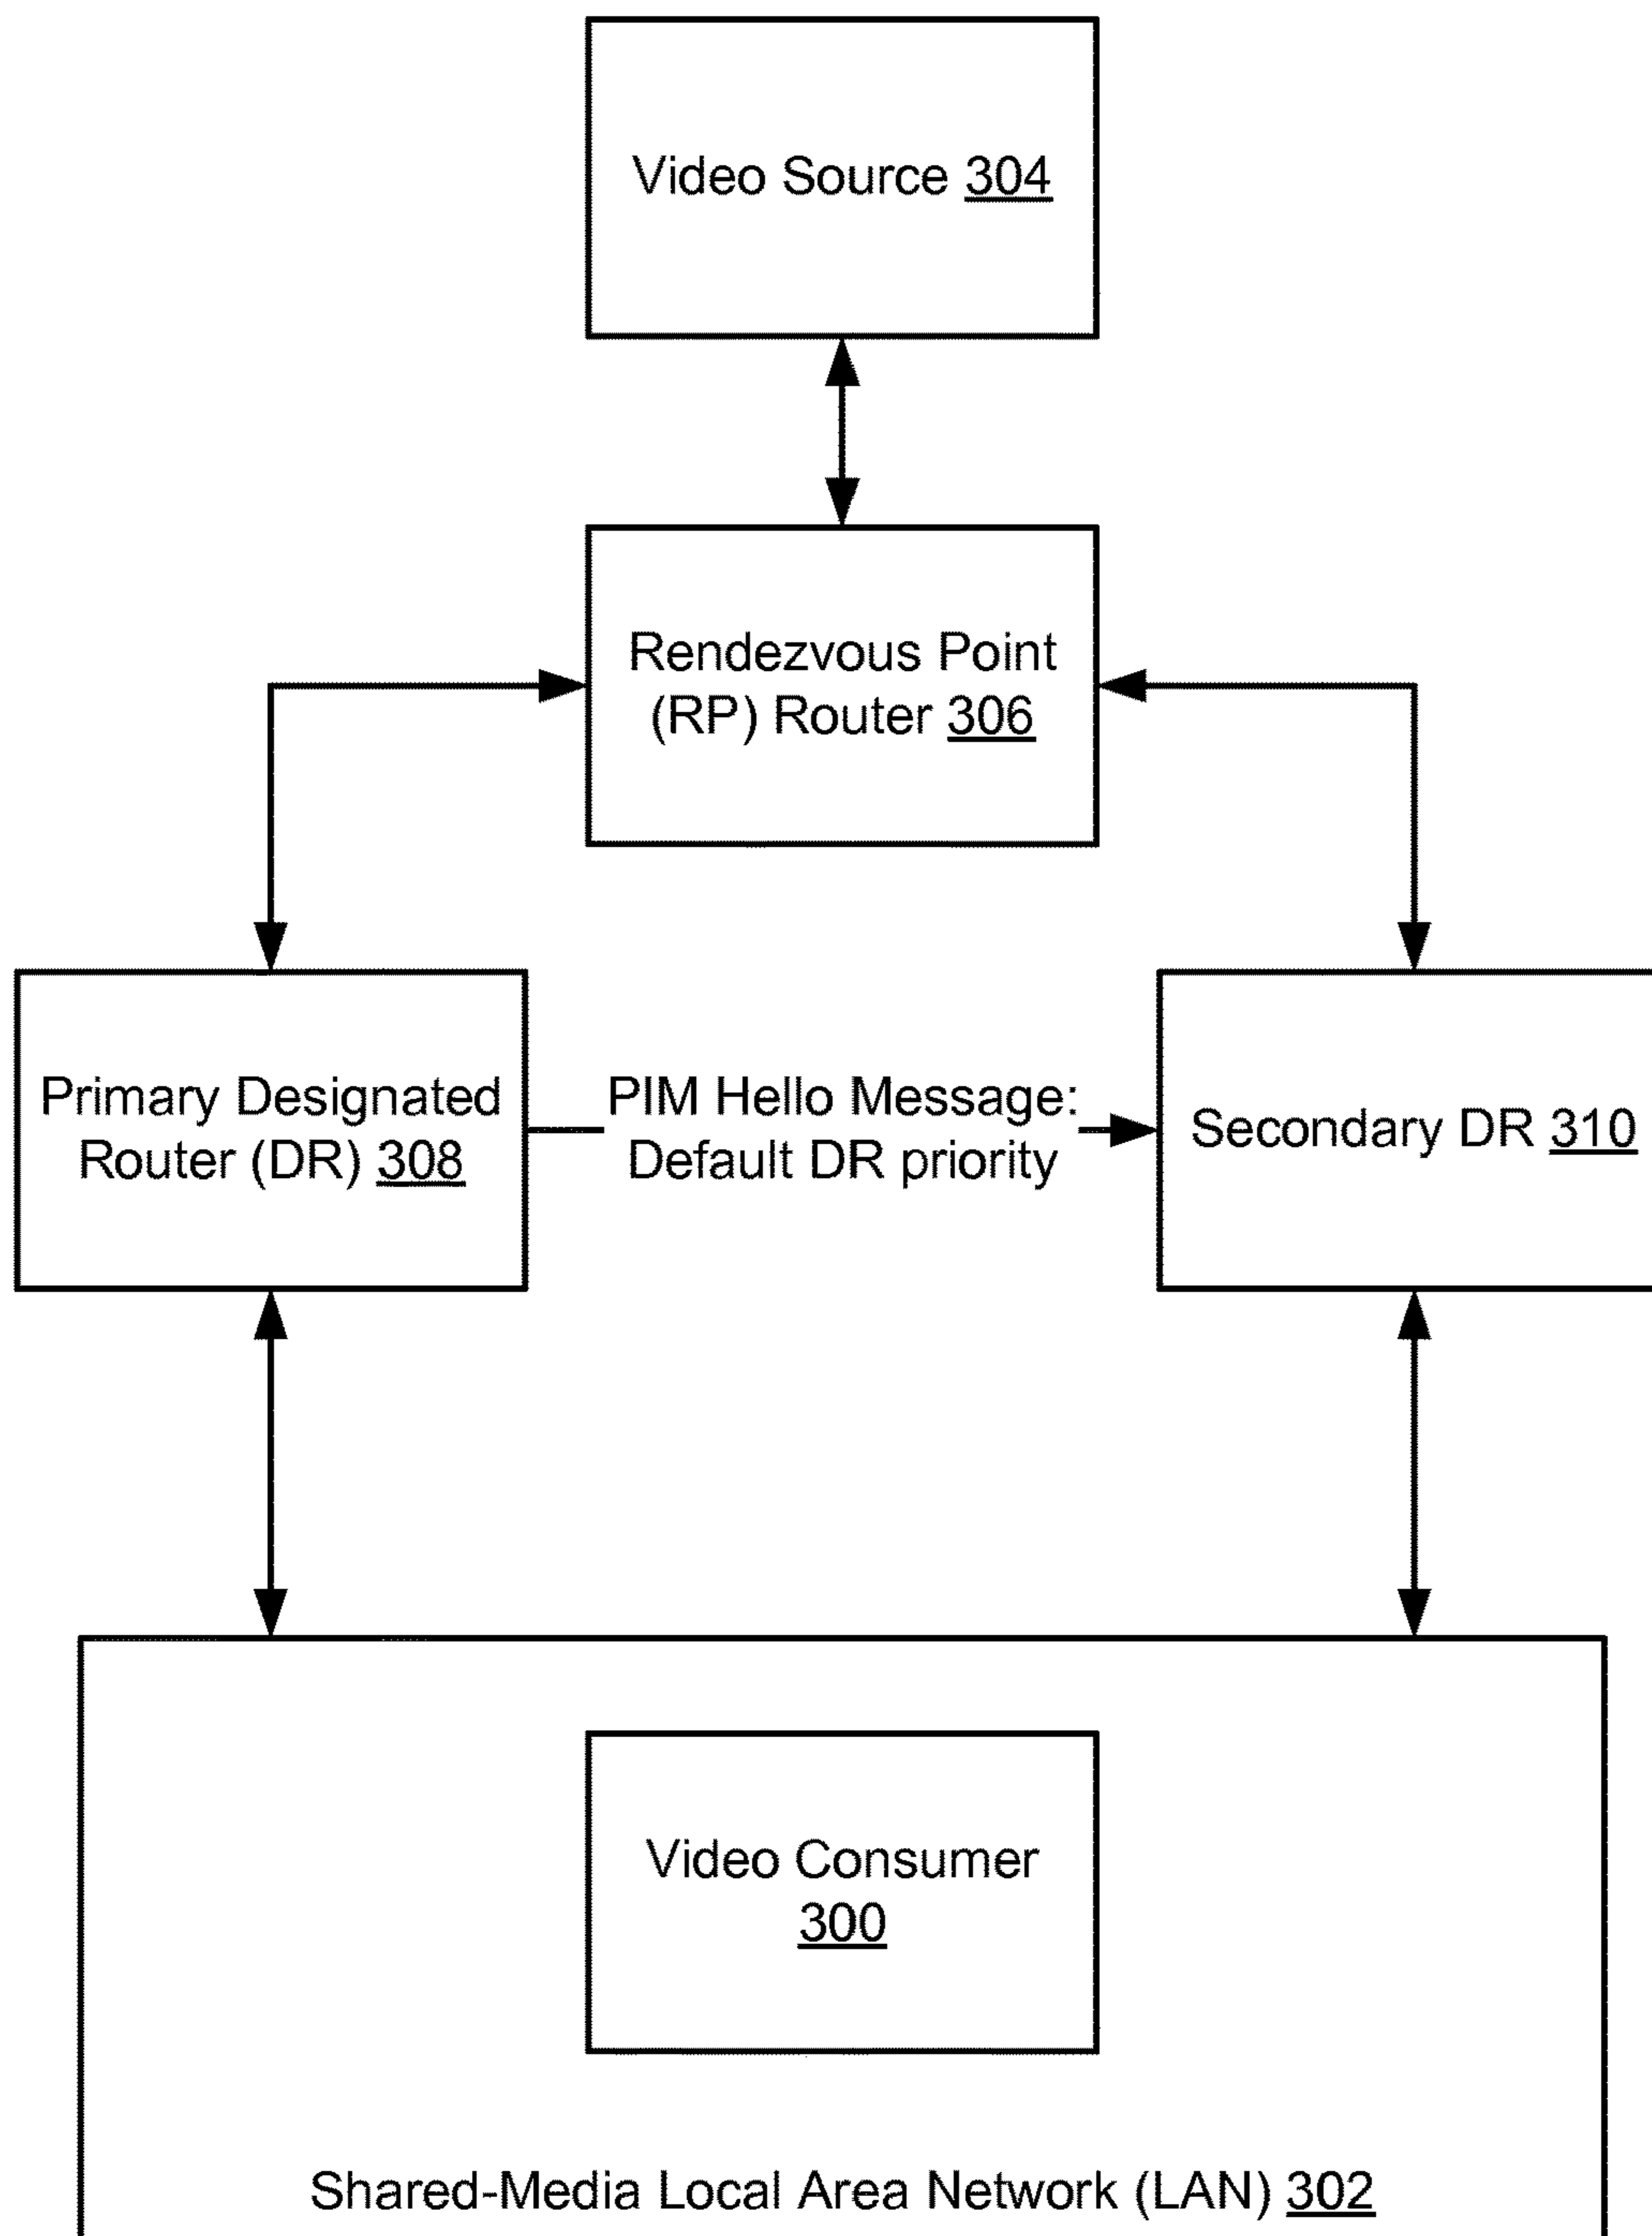 Video Source 304
Rendezvous Point
(RP) Router 306
Primary Designated
Router (DR) 308
PIM Hello Message:
Default DR priority
Secondary DR 310
Video Consumer
300
Shared-Media Local Area Network (LAN) 302